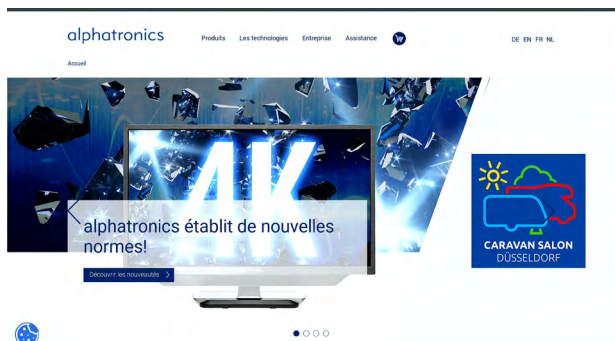 alphatronics
Produits Les technologies Entreprise Assistance
DE EN FR NL
Accueil
4K
alphatronics établit de nouvelles
normes!
Découvrir les nouveautés
CARAVAN SALON
DÜSSELDORF